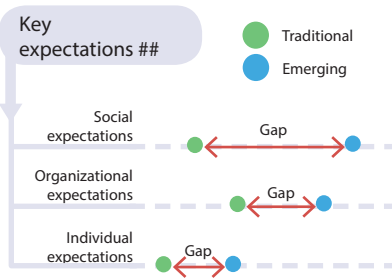 Key
expectations ##
Traditional
Emerging
Social
expectations
Gap
Organizational
expectations
Gap
Individual
expectations
Gap